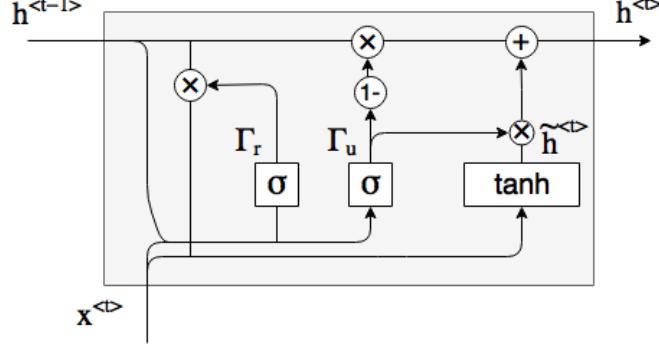 h<t-1> h<t>
×
+
×
1-
Γr Γu × h̃<t>
σ σ tanh
x<t>